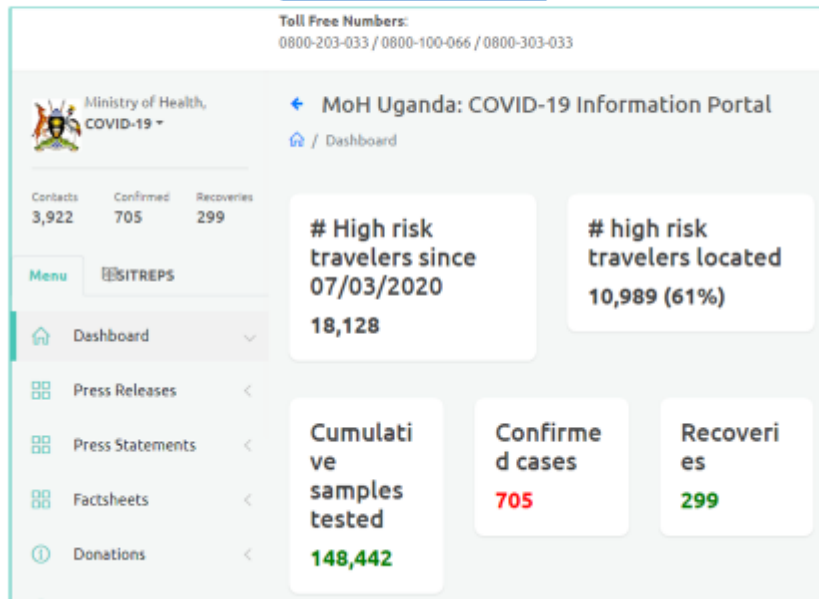 Toll Free Numbers:
0800-203-033 / 0800-100-066 / 0800-303-033
Ministry of Health,
COVID-19
Contacts Confirmed Recoveries
3,922 705 299
Menu SITREPS
Dashboard
Press Releases
Press Statements
Factsheets
Donations
MoH Uganda: COVID-19 Information Portal
/ Dashboard
# High risk
travelers since
07/03/2020
18,128
# high risk
travelers located
10,989 (61%)
Cumulati
ve
samples
tested
148,442
Confirme
d cases
705
Recoveri
es
299